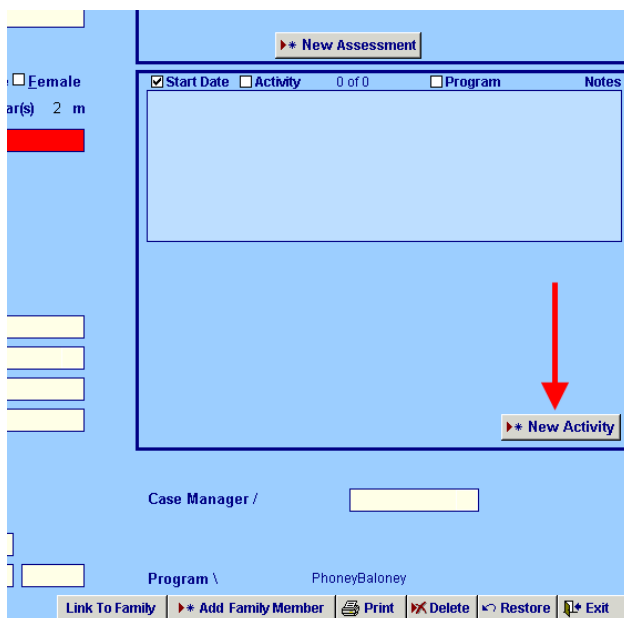 New Assessment
Female
Start Date Activity 0 of 0 Program Notes
ar(s) 2 m
New Activity
Case Manager /
Program \ PhoneyBaloney
Link To Family Add Family Member Print Delete Restore Exit